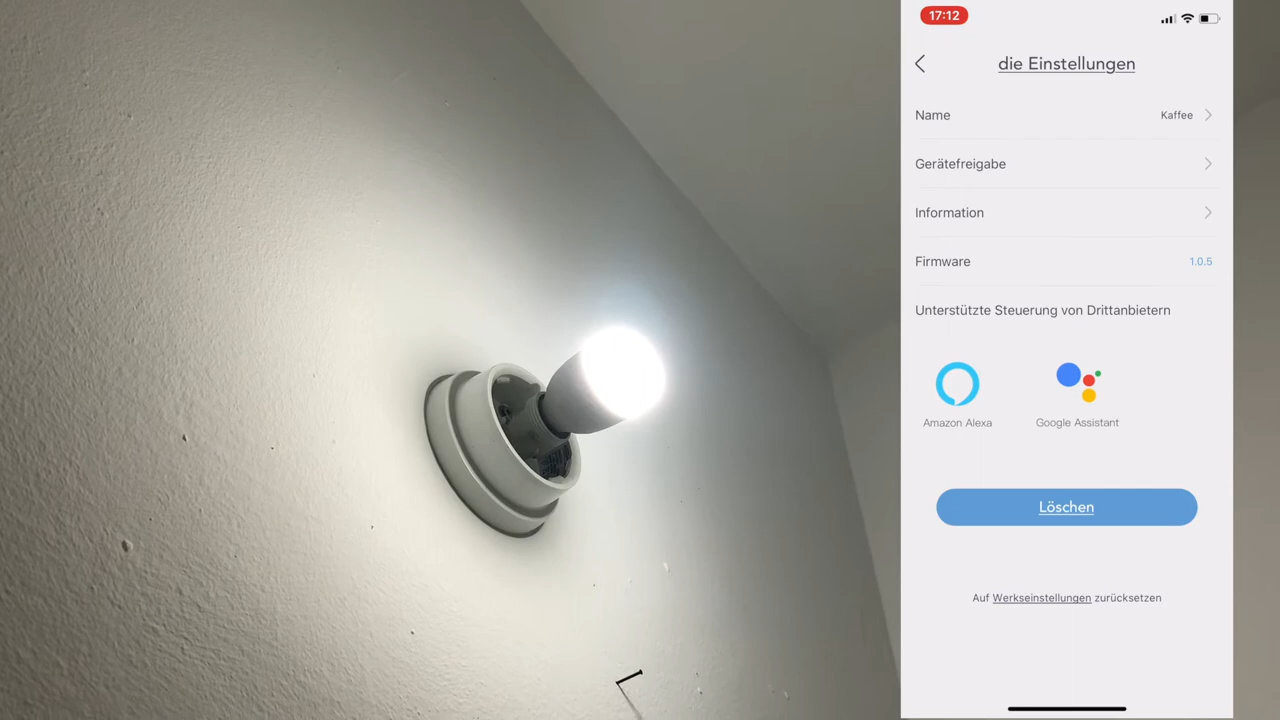 17:12
die Einstellungen
Name Kaffee
Gerätefreigabe
Information
Firmware 1.0.5
Unterstützte Steuerung von Drittanbietern
Amazon Alexa Google Assistant
Löschen
Auf Werkseinstellungen zurücksetzen